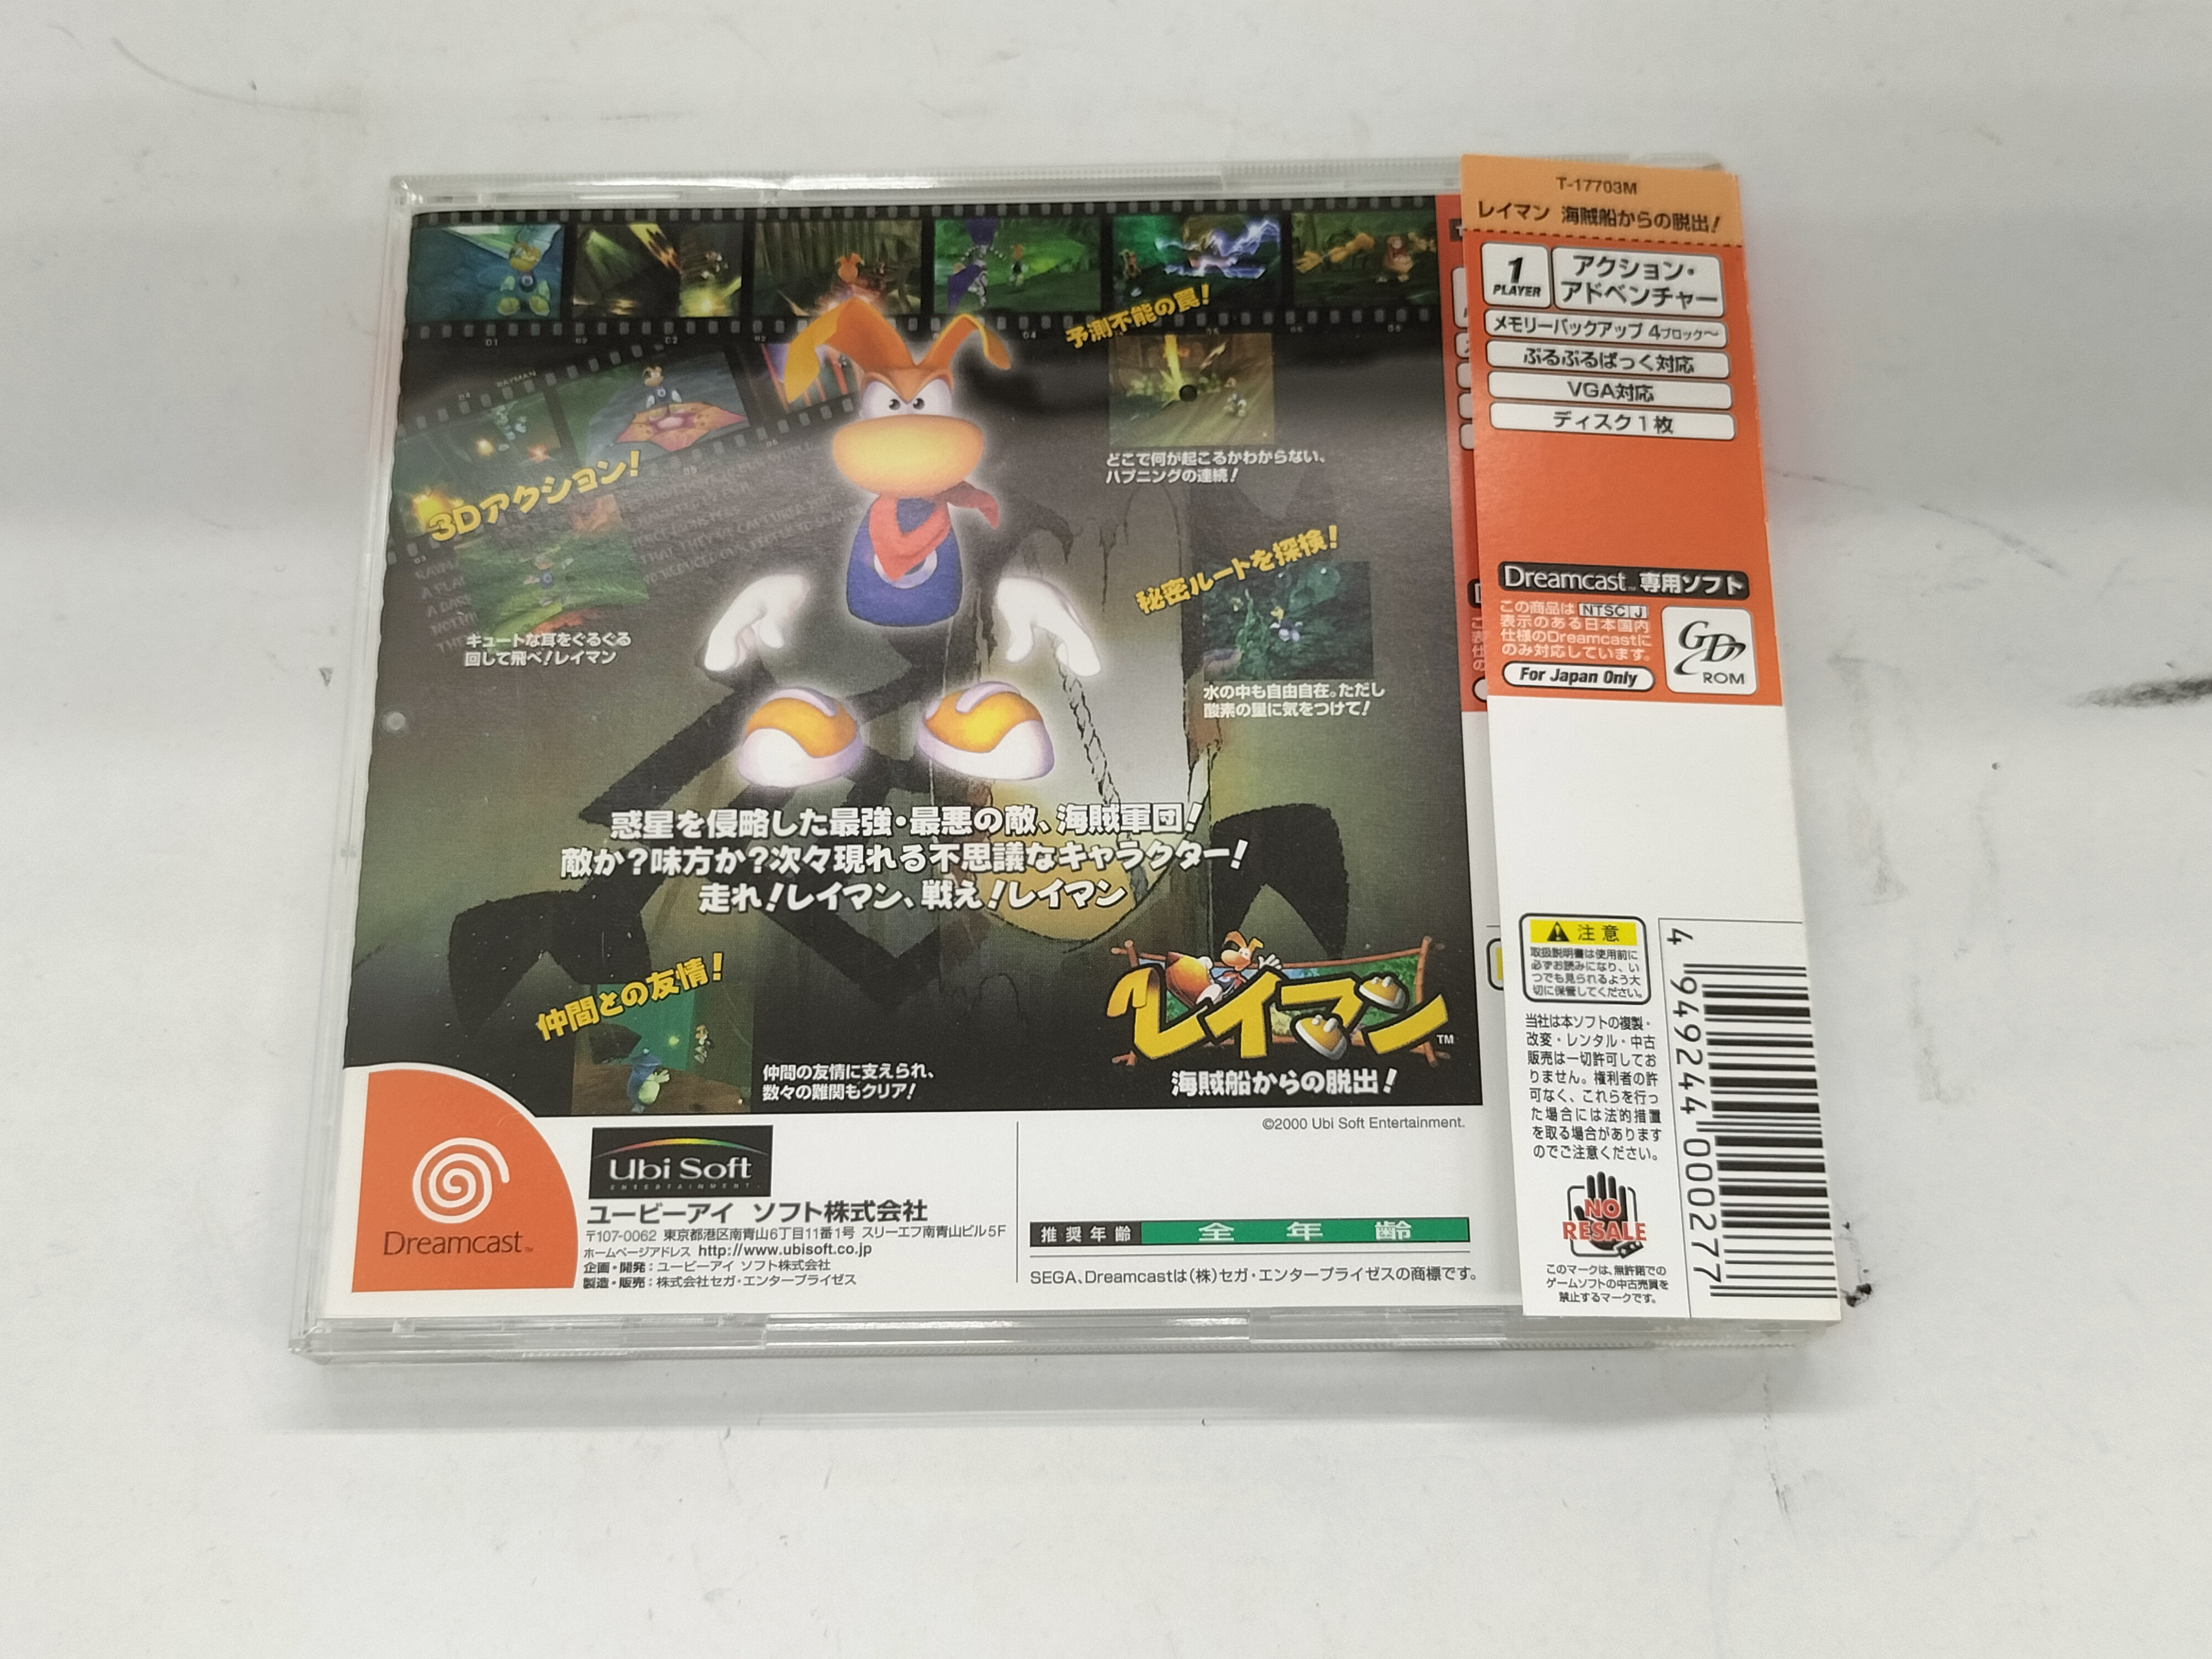 T-17703M
レイマン 海賊船からの脱出!
1
PLAYER
アクション・
アドベンチャー
メモリーバックアップ 4ブロック〜
ぷるぷるぱっく対応
VGA対応
ディスク1枚
Dreamcast™専用ソフト
この商品は NTSC J
表示のある日本国内
仕様のDreamcastに
のみ対応しています。
For Japan Only
GD
ROM
注意
取扱説明書は使用前に
必ずお読みになり、い
つでも見られるよう大
切に保管してください。
当社は本ソフトの複製・
改変・レンタル・中古
販売は一切許可してお
りません。権利者の許
可なく、これらを行っ
た場合には法的措置
を取る場合があります
のでご注意ください。
NO
RESALE
このマークは、無許諾での
ゲームソフトの中古売買を
禁止するマークです。
4 949244 000277
予測不能の罠!
どこで何が起こるかわからない、
ハプニングの連続!
3Dアクション!
キュートな耳をぐるぐる
回して飛べ!レイマン
秘密ルートを探検!
水の中も自由自在。ただし
酸素の量に気をつけて!
惑星を侵略した最強・最悪の敵、海賊軍団!
敵か?味方か?次々現れる不思議なキャラクター!
走れ!レイマン、戦え!レイマン
仲間との友情!
仲間の友情に支えられ、
数々の難関もクリア!
レイマン™
海賊船からの脱出!
©2000 Ubi Soft Entertainment.
Dreamcast™
Ubi Soft
ENTERTAINMENT
ユービーアイ ソフト株式会社
〒107-0062 東京都港区南青山6丁目11番1号 スリーエフ南青山ビル5F
ホームページアドレス http://www.ubisoft.co.jp
企画・開発：ユービーアイ ソフト株式会社
製造・販売：株式会社セガ・エンタープライゼス
推奨年齢 全年齢
SEGA、Dreamcastは(株)セガ・エンタープライゼスの商標です。